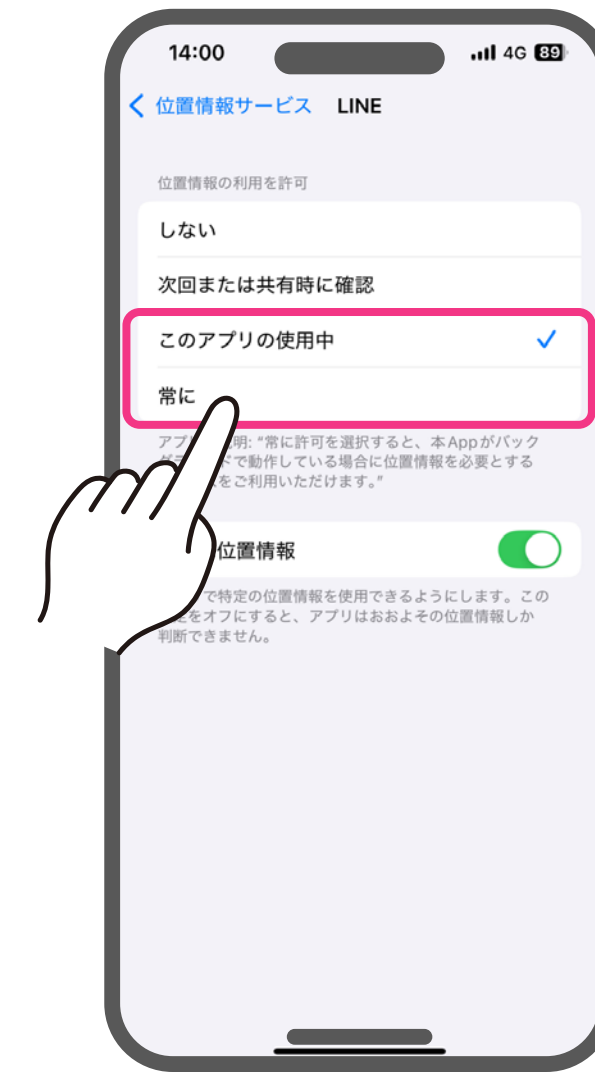 14:00 4G 89
位置情報サービス LINE
位置情報の利用を許可
しない
次回または共有時に確認
このアプリの使用中
常に
アプ 明: “常に許可を選択すると、本Appがバック
ドで動作している場合に位置情報を必要とする
をご利用いただけます。”
位置情報
で特定の位置情報を使用できるようにします。この
をオフにすると、アプリはおおよその位置情報しか
判断できません。